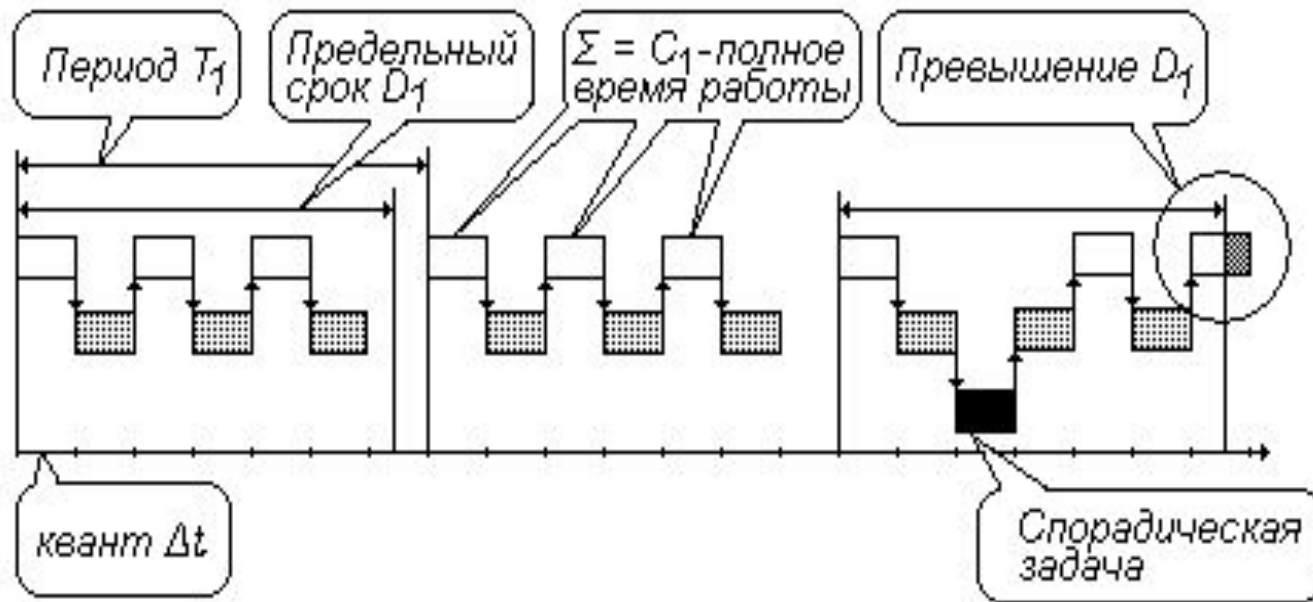 Период T₁
Предельный
срок D₁
Σ = C₁-полное
время работы
Превышение D₁
квант Δt
Спорадическая
задача